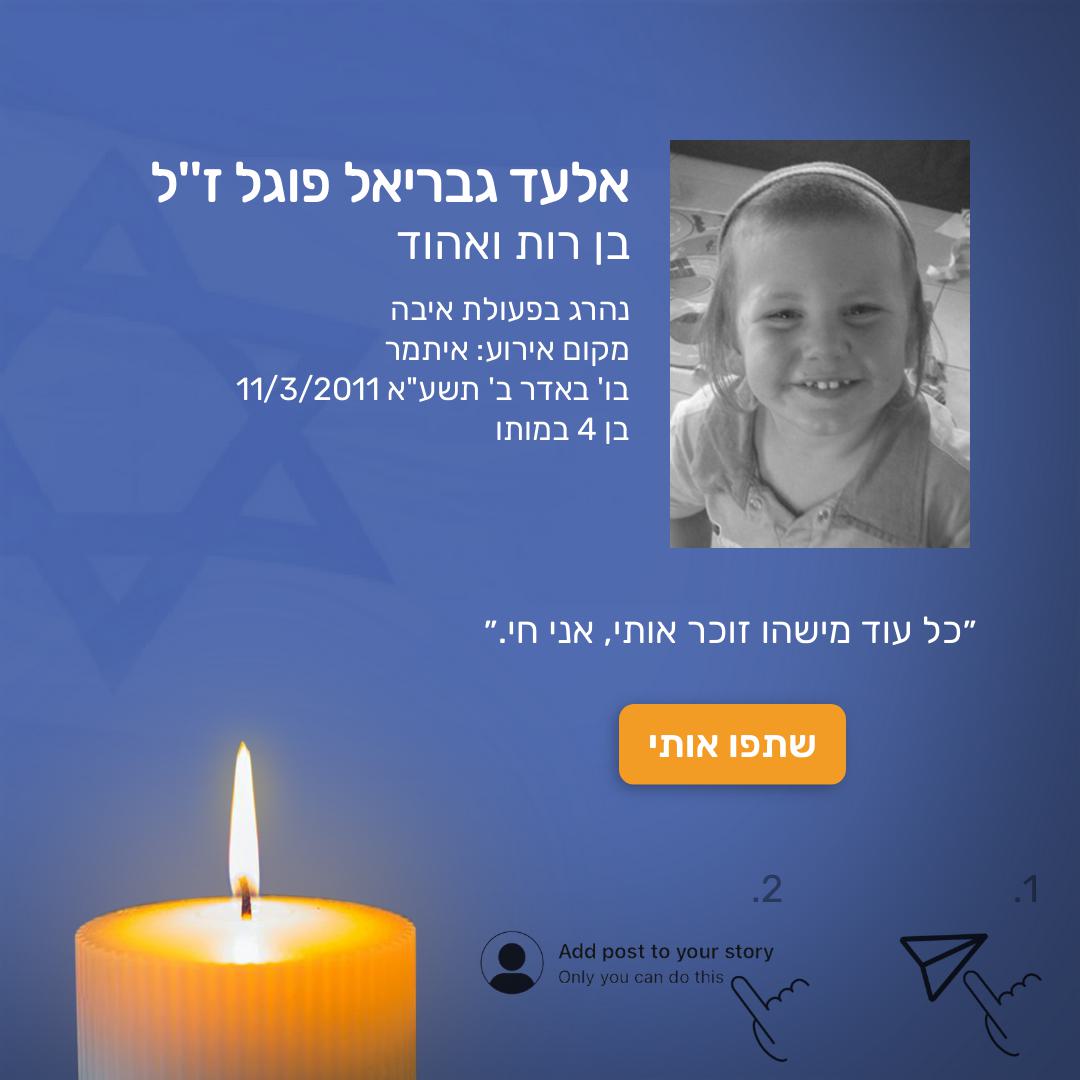 אלעד גבריאל פוגל ז"ל
בן רות ואהוד
נהרג בפעולת איבה
מקום אירוע: איתמר
בו' באדר ב' תשע"א 11/3/2011
בן 4 במותו
״כל עוד מישהו זוכר אותי, אני חי.״
שתפו אותי
1.
2.
Add post to your story
Only you can do this